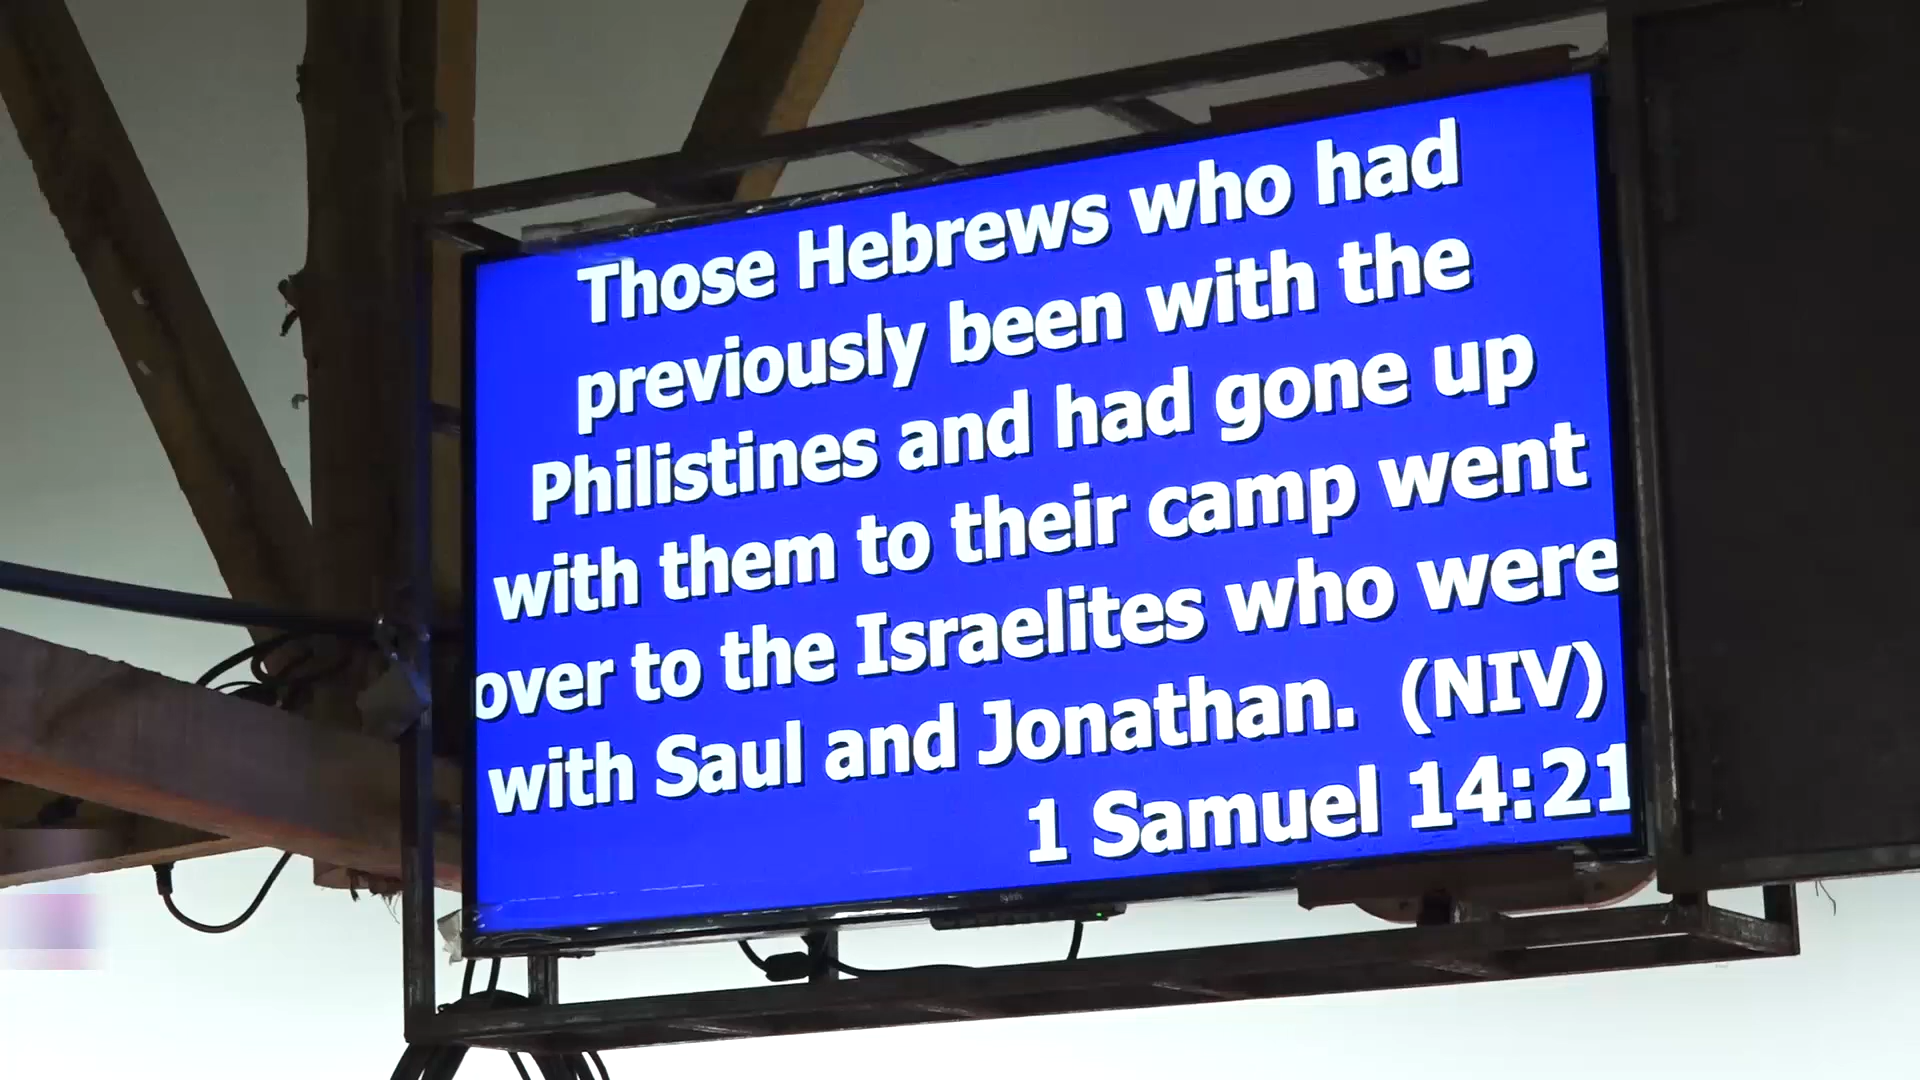 Those Hebrews who had
previously been with the
Philistines and had gone up
with them to their camp went
over to the Israelites who were
with Saul and Jonathan. (NIV)
1 Samuel 14:21